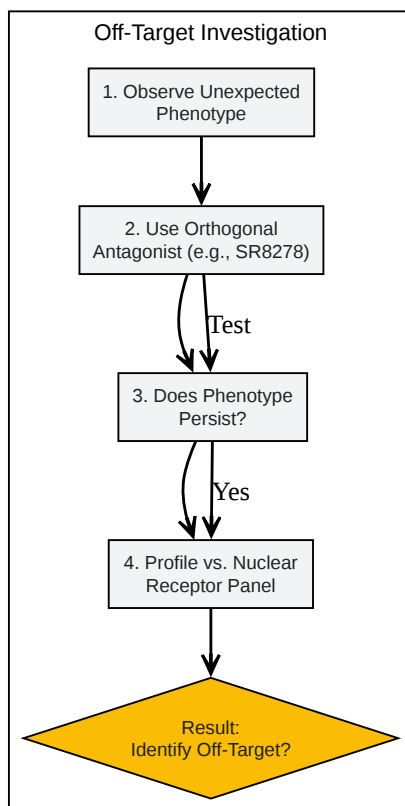 Off-Target Investigation
1. Observe Unexpected
Phenotype
2. Use Orthogonal
Antagonist (e.g., SR8278)
Test
3. Does Phenotype
Persist?
Yes
4. Profile vs. Nuclear
Receptor Panel
Result:
Identify Off-Target?